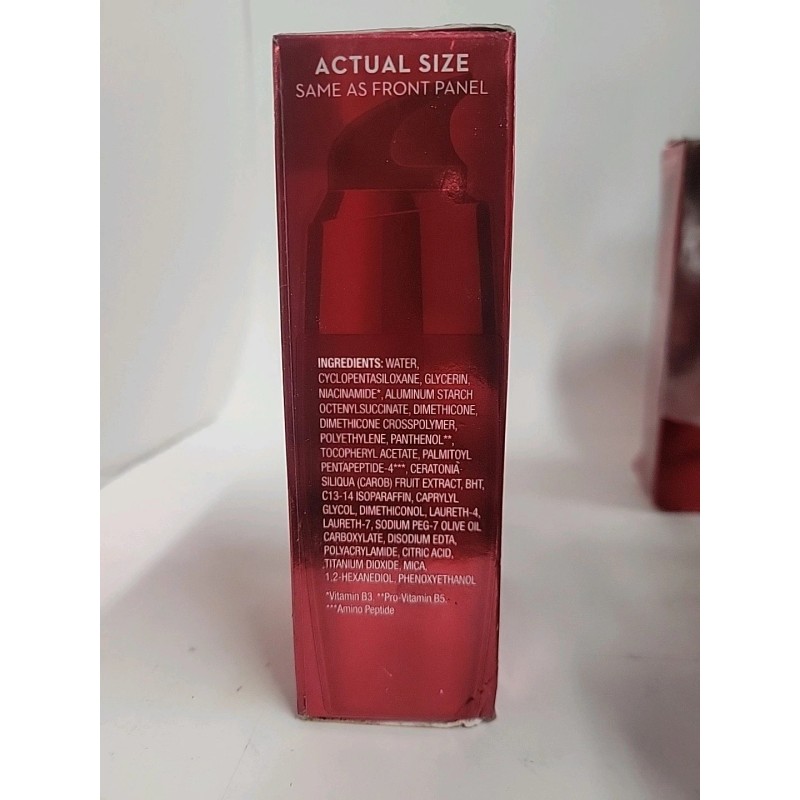 ACTUAL SIZE
SAME AS FRONT PANEL
INGREDIENTS: WATER,
CYCLOPENTASILOXANE, GLYCERIN,
NIACINAMIDE*, ALUMINUM STARCH
OCTENYLSUCCINATE, DIMETHICONE,
DIMETHICONE CROSSPOLYMER,
POLYETHYLENE, PANTHENOL**,
TOCOPHERYL ACETATE, PALMITOYL
PENTAPEPTIDE-4***, CERATONIA
SILIQUA (CAROB) FRUIT EXTRACT, BHT,
C13-14 ISOPARAFFIN, CAPRYLYL
GLYCOL, DIMETHICONOL, LAURETH-4,
LAURETH-7, SODIUM PEG-7 OLIVE OIL
CARBOXYLATE, DISODIUM EDTA,
POLYACRYLAMIDE, CITRIC ACID,
TITANIUM DIOXIDE, MICA,
1,2-HEXANEDIOL, PHENOXYETHANOL
*Vitamin B3, **Pro-Vitamin B5,
***Amino Peptide